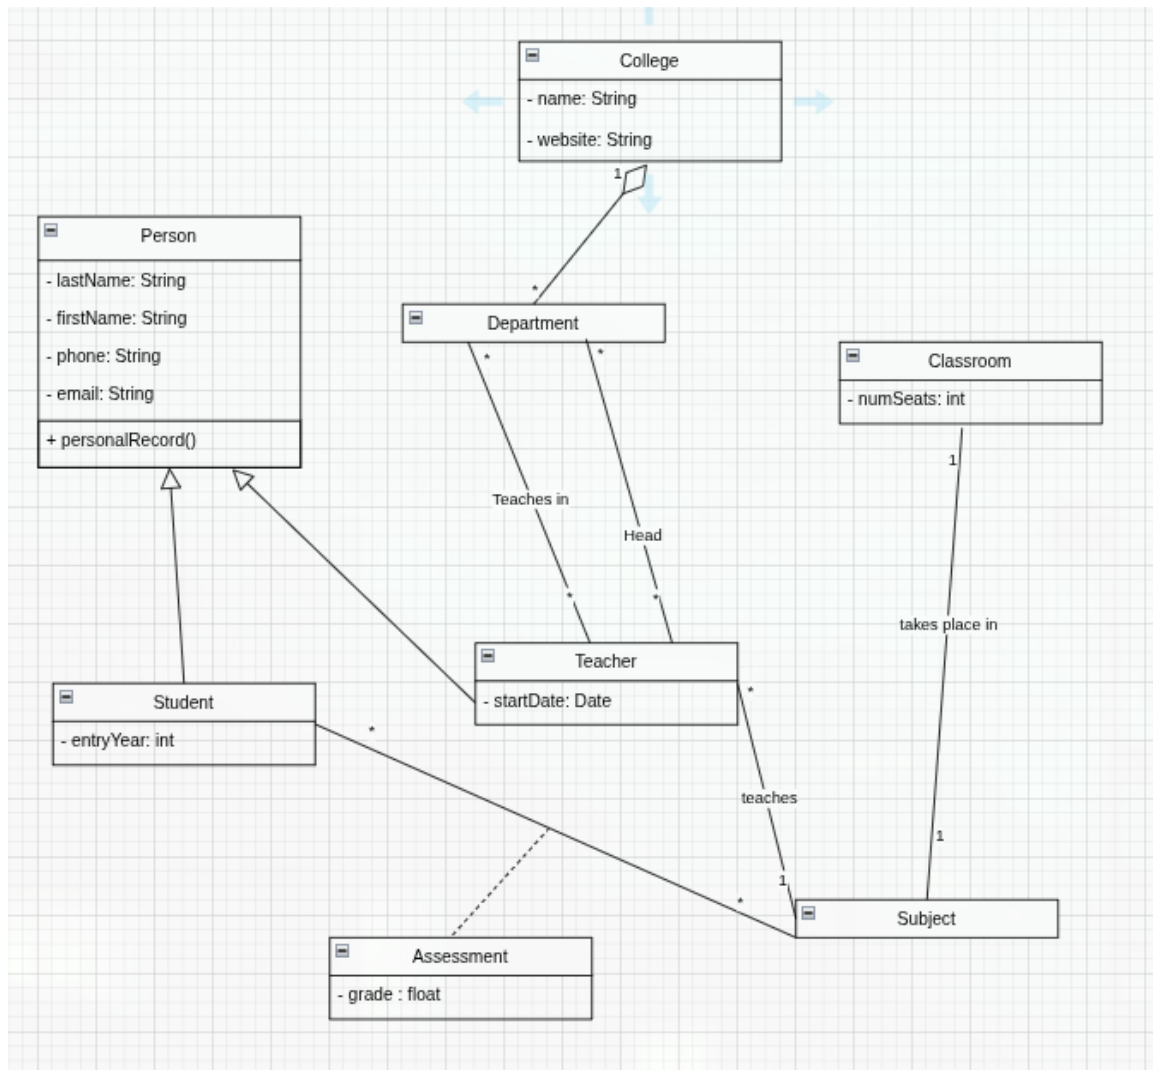 College
- name: String
- website: String
1
*
Person
- lastName: String
- firstName: String
- phone: String
- email: String
+ personalRecord()
Department
*
*
Teaches in
Head
*
*
Classroom
- numSeats: int
1
takes place in
1
Teacher
- startDate: Date
*
teaches
1
Student
- entryYear: int
*
*
Subject
Assessment
- grade : float